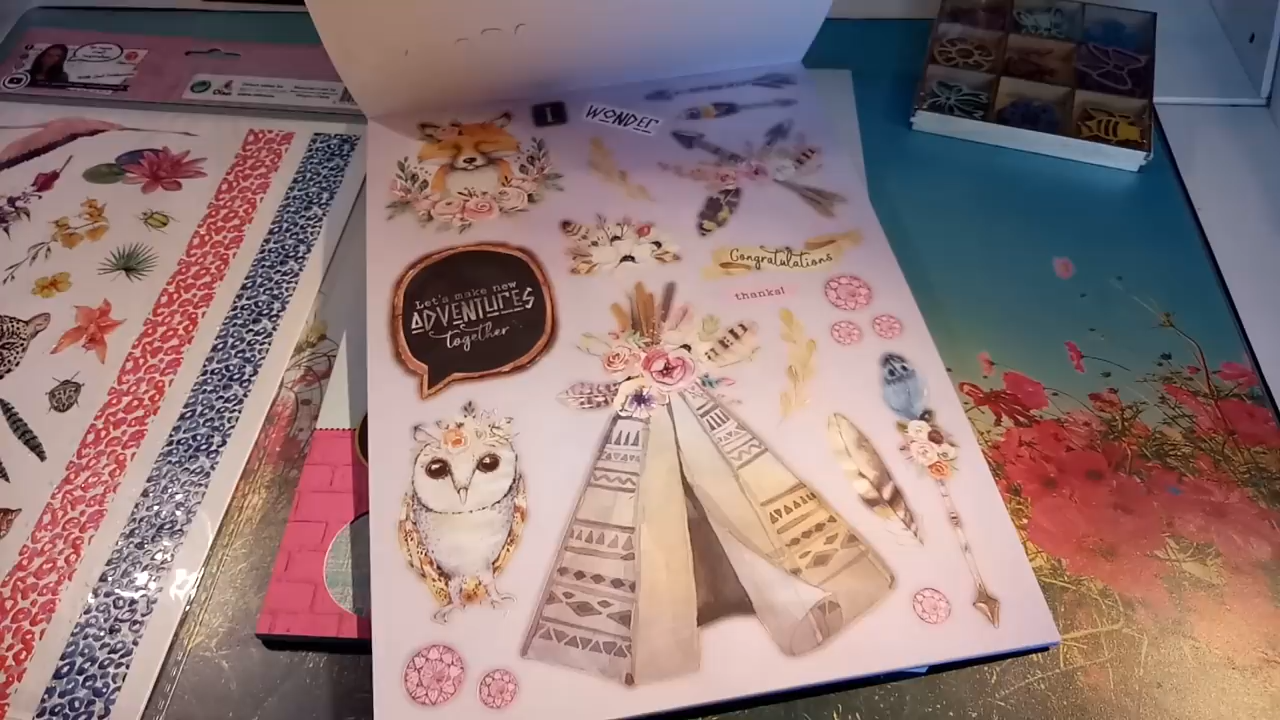 I
WONDER
Congratulations
thanks!
Let's make new
ADVENTURES
together